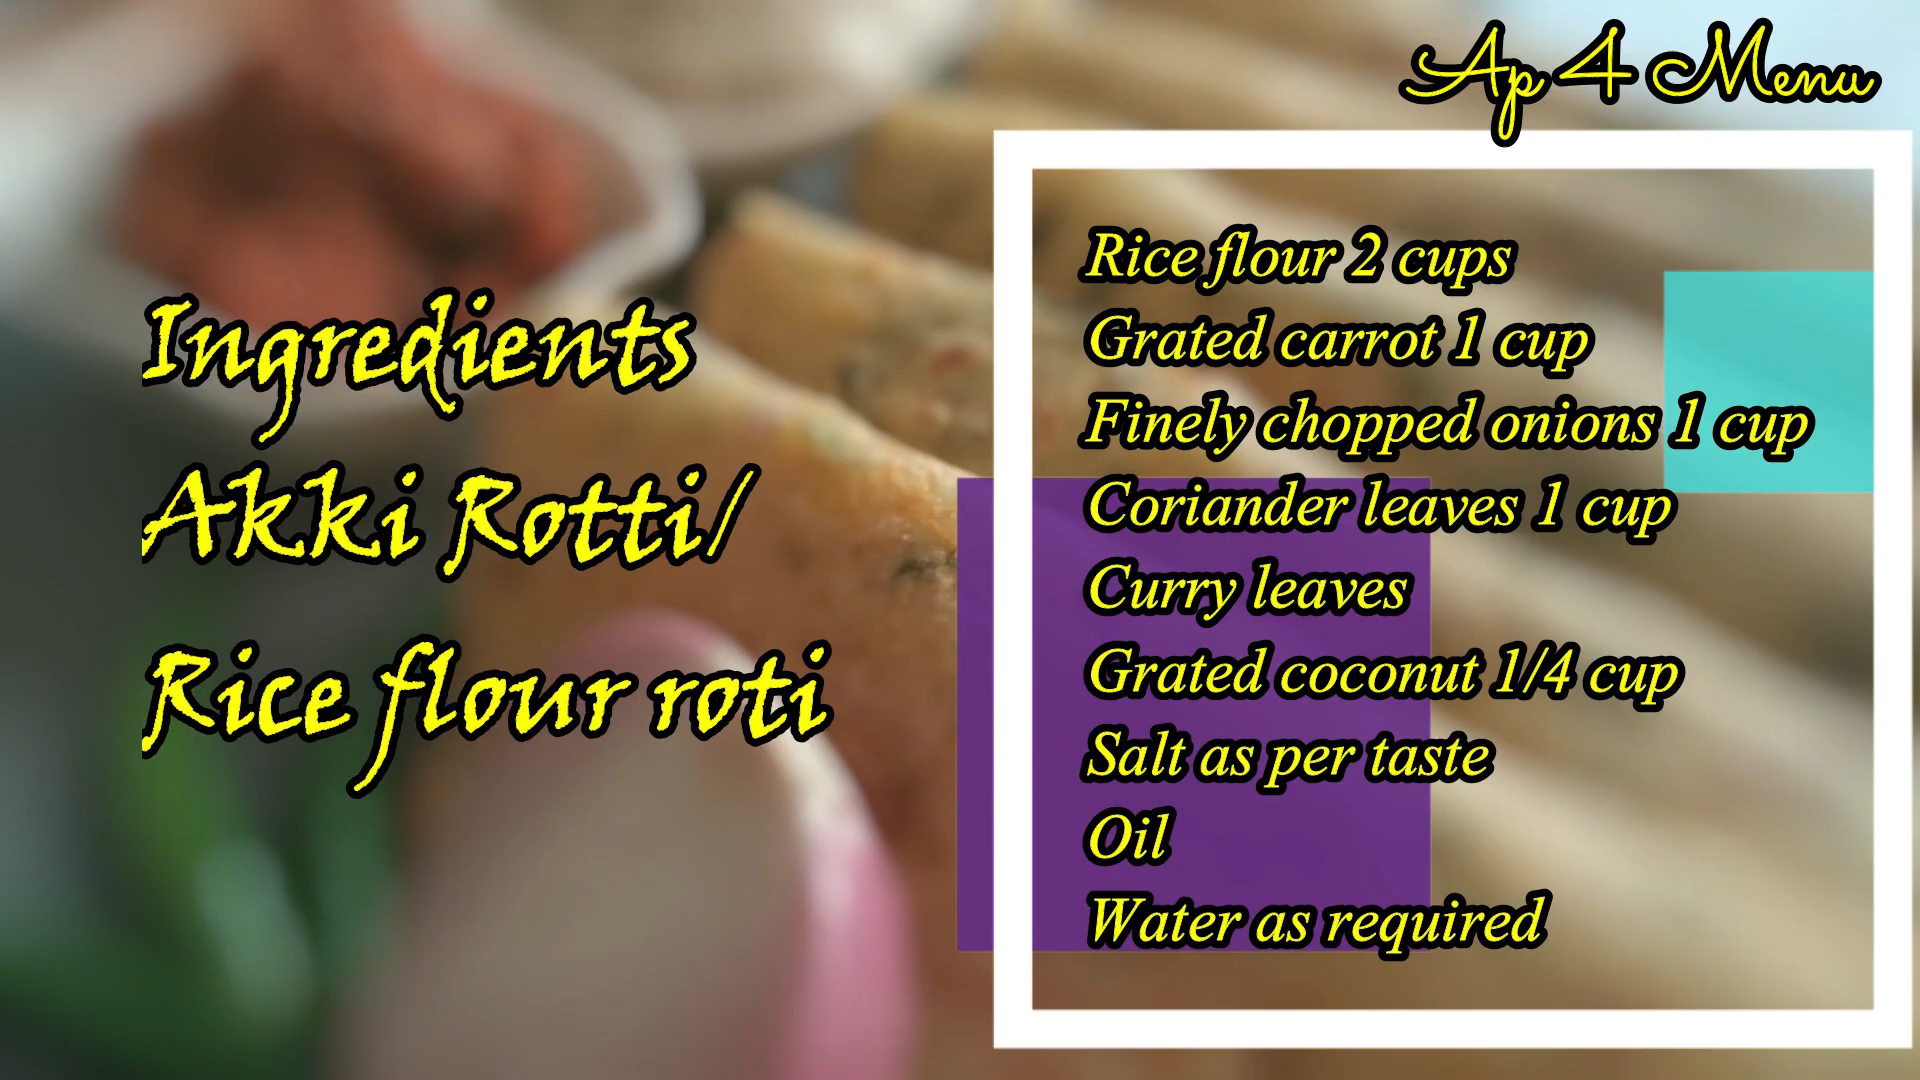 Ap 4 Menu
Ingredients
Akki Rotti/
Rice flour roti
Rice flour 2 cups
Grated carrot 1 cup
Finely chopped onions 1 cup
Coriander leaves 1 cup
Curry leaves
Grated coconut 1/4 cup
Salt as per taste
Oil
Water as required